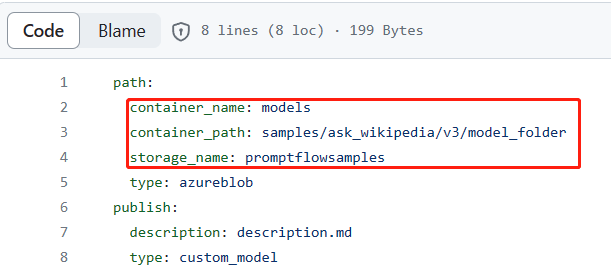 Code Blame 8 lines (8 loc) · 199 Bytes
1 path:
2 container_name: models
3 container_path: samples/ask_wikipedia/v3/model_folder
4 storage_name: promptflowsamples
5 type: azureblob
6 publish:
7 description: description.md
8 type: custom_model